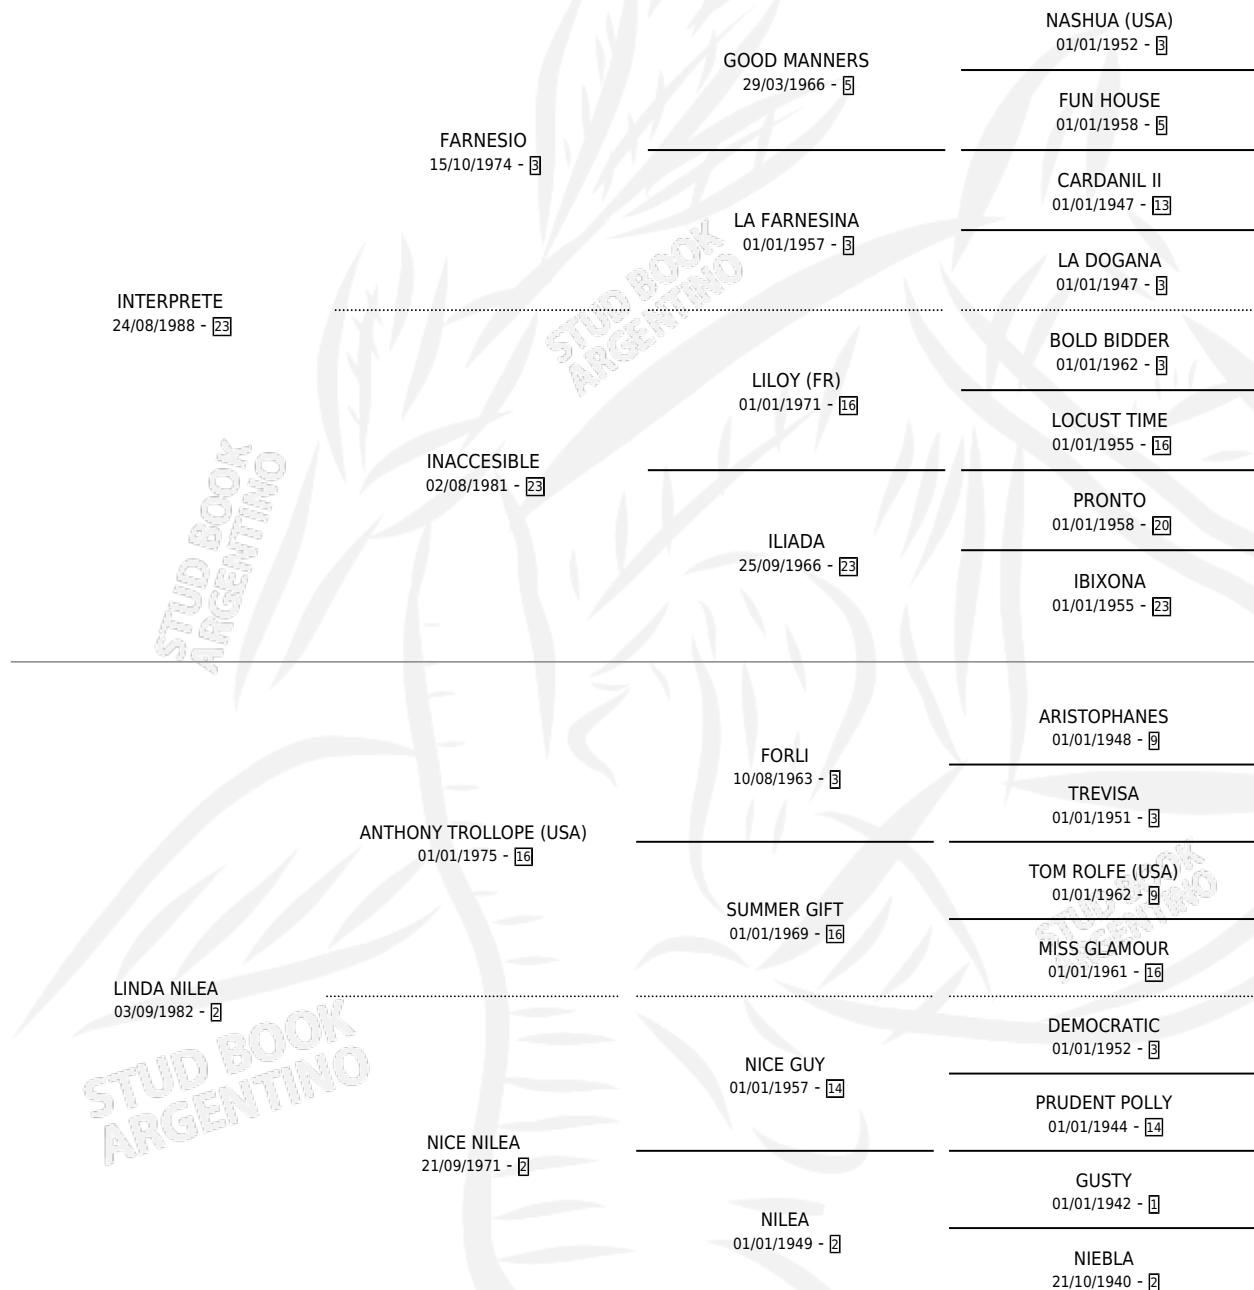 NASHUA (USA)
01/01/1952 - 3
GOOD MANNERS
29/03/1966 - 5
FUN HOUSE
01/01/1958 - 5
FARNESIO
15/10/1974 - 3
CARDANIL II
01/01/1947 - 13
LA FARNESINA
01/01/1957 - 3
LA DOGANA
01/01/1947 - 3
INTERPRETE
24/08/1988 - 23
STUD BOOK
ARGENTINO
BOLD BIDDER
01/01/1962 - 3
LILOY (FR)
01/01/1971 - 16
LOCUST TIME
01/01/1955 - 16
INACCESIBLE
02/08/1981 - 23
PRONTO
01/01/1958 - 20
ILIADA
25/09/1966 - 23
IBIXONA
01/01/1955 - 23
STUD BOOK
ARGENTINO
ARISTOPHANES
01/01/1948 - 9
FORLI
10/08/1963 - 3
TREVISA
01/01/1951 - 3
ANTHONY TROLLOPE (USA)
01/01/1975 - 16
TOM ROLFE (USA)
01/01/1962 - 9
SUMMER GIFT
01/01/1969 - 16
MISS GLAMOUR
01/01/1961 - 16
STUD BOOK
ARGENTINO
LINDA NILEA
03/09/1982 - 2
DEMOCRATIC
01/01/1952 - 3
NICE GUY
01/01/1957 - 14
PRUDENT POLLY
01/01/1944 - 14
STUD BOOK
ARGENTINO
NICE NILEA
21/09/1971 - 2
GUSTY
01/01/1942 - 1
NILEA
01/01/1949 - 2
NIEBLA
21/10/1940 - 2